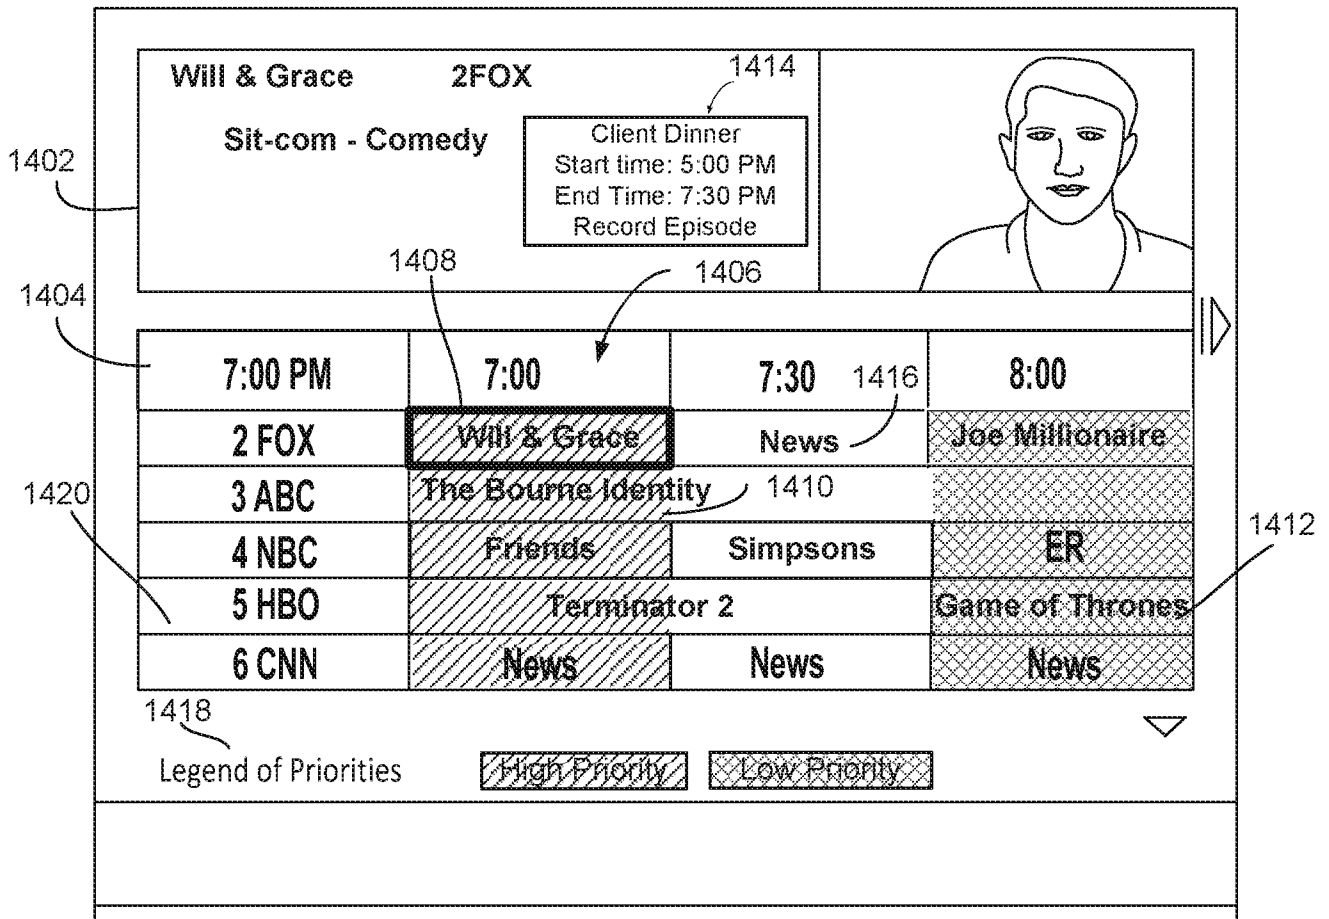 Will & Grace 2FOX 1414
Sit-com - Comedy
Client Dinner
Start time: 5:00 PM
End Time: 7:30 PM
Record Episode
1402
1408
1406
1404
7:00 PM 7:00 7:30 1416 8:00
2 FOX Will & Grace News Joe Millionaire
3 ABC The Bourne Identity 1410
1420
4 NBC Friends Simpsons ER 1412
5 HBO Terminator 2 Game of Thrones
6 CNN News News News
1418
Legend of Priorities High Priority Low Priority